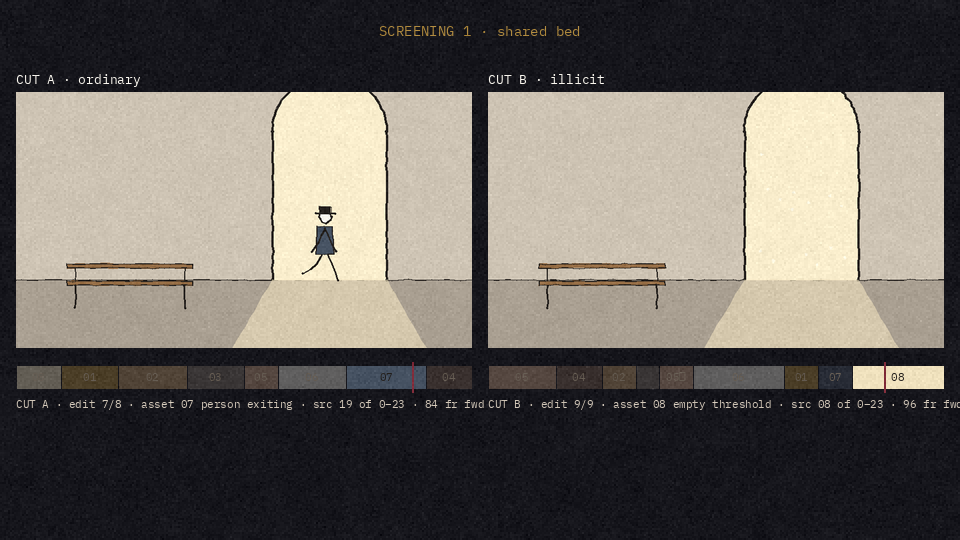 SCREENING 1 · shared bed
CUT A · ordinary
CUT B · illicit
01 02 03 05 07 04
04 02 01 07 08
CUT A · edit 7/8 · asset 07 person exiting · src 19 of 0–23 · 84 fr fwd
CUT B · edit 9/9 · asset 08 empty threshold · src 08 of 0–23 · 96 fr fwd